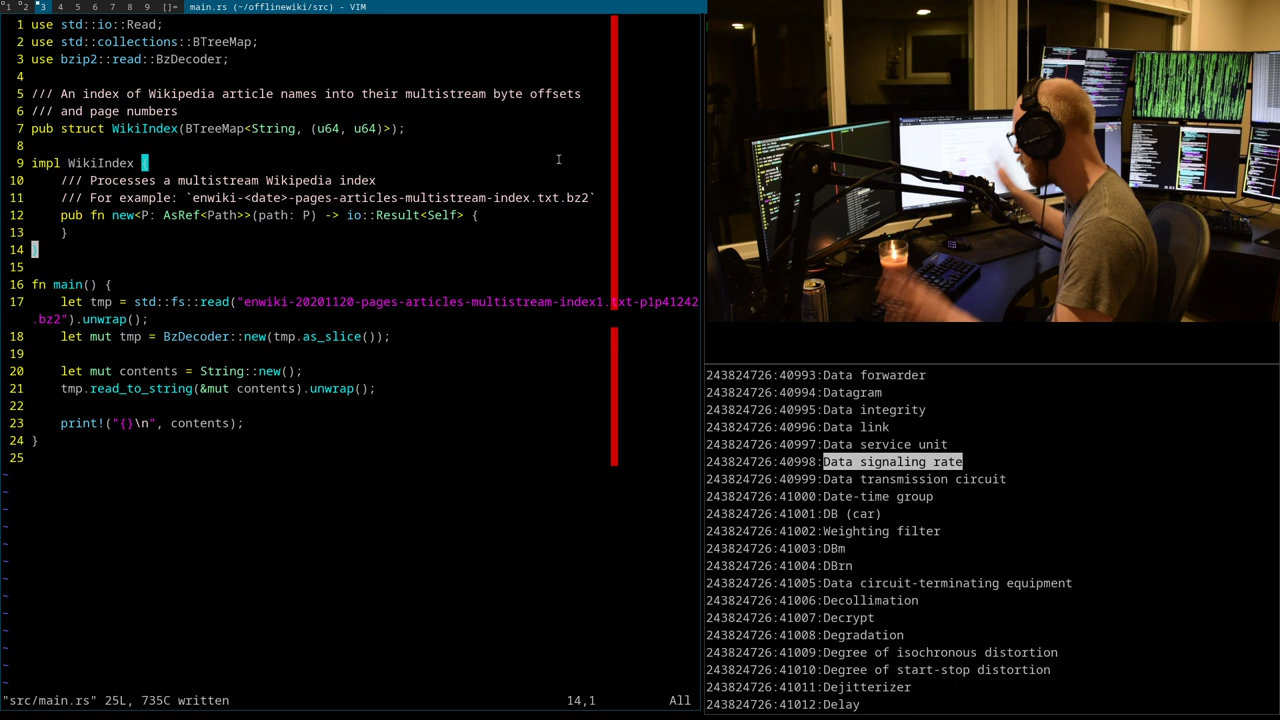 1 2 3 4 5 6 7 8 9 []= main.rs (~/offlinewiki/src) - VIM
1 use std::io::Read;
2 use std::collections::BTreeMap;
3 use bzip2::read::BzDecoder;
4
5 /// An index of Wikipedia article names into their multistream byte offsets
6 /// and page numbers
7 pub struct WikiIndex(BTreeMap<String, (u64, u64)>);
8
9 impl WikiIndex {
10 /// Processes a multistream Wikipedia index
11 /// For example: `enwiki-<date>-pages-articles-multistream-index.txt.bz2`
12 pub fn new<P: AsRef<Path>>(path: P) -> io::Result<Self> {
13 }
14 }
15
16 fn main() {
17 let tmp = std::fs::read("enwiki-20201120-pages-articles-multistream-index1.txt-p1p41242
.bz2").unwrap();
18 let mut tmp = BzDecoder::new(tmp.as_slice());
19
20 let mut contents = String::new();
21 tmp.read_to_string(&mut contents).unwrap();
22
23 print!("{}\n", contents);
24 }
25
~
~
~
~
~
~
~
~
~
~
~
~
~
"src/main.rs" 25L, 735C written 14,1 All
243824726:40993:Data forwarder
243824726:40994:Datagram
243824726:40995:Data integrity
243824726:40996:Data link
243824726:40997:Data service unit
243824726:40998:Data signaling rate
243824726:40999:Data transmission circuit
243824726:41000:Date-time group
243824726:41001:DB (car)
243824726:41002:Weighting filter
243824726:41003:DBm
243824726:41004:DBrn
243824726:41005:Data circuit-terminating equipment
243824726:41006:Decollimation
243824726:41007:Decrypt
243824726:41008:Degradation
243824726:41009:Degree of isochronous distortion
243824726:41010:Degree of start-stop distortion
243824726:41011:Dejitterizer
243824726:41012:Delay